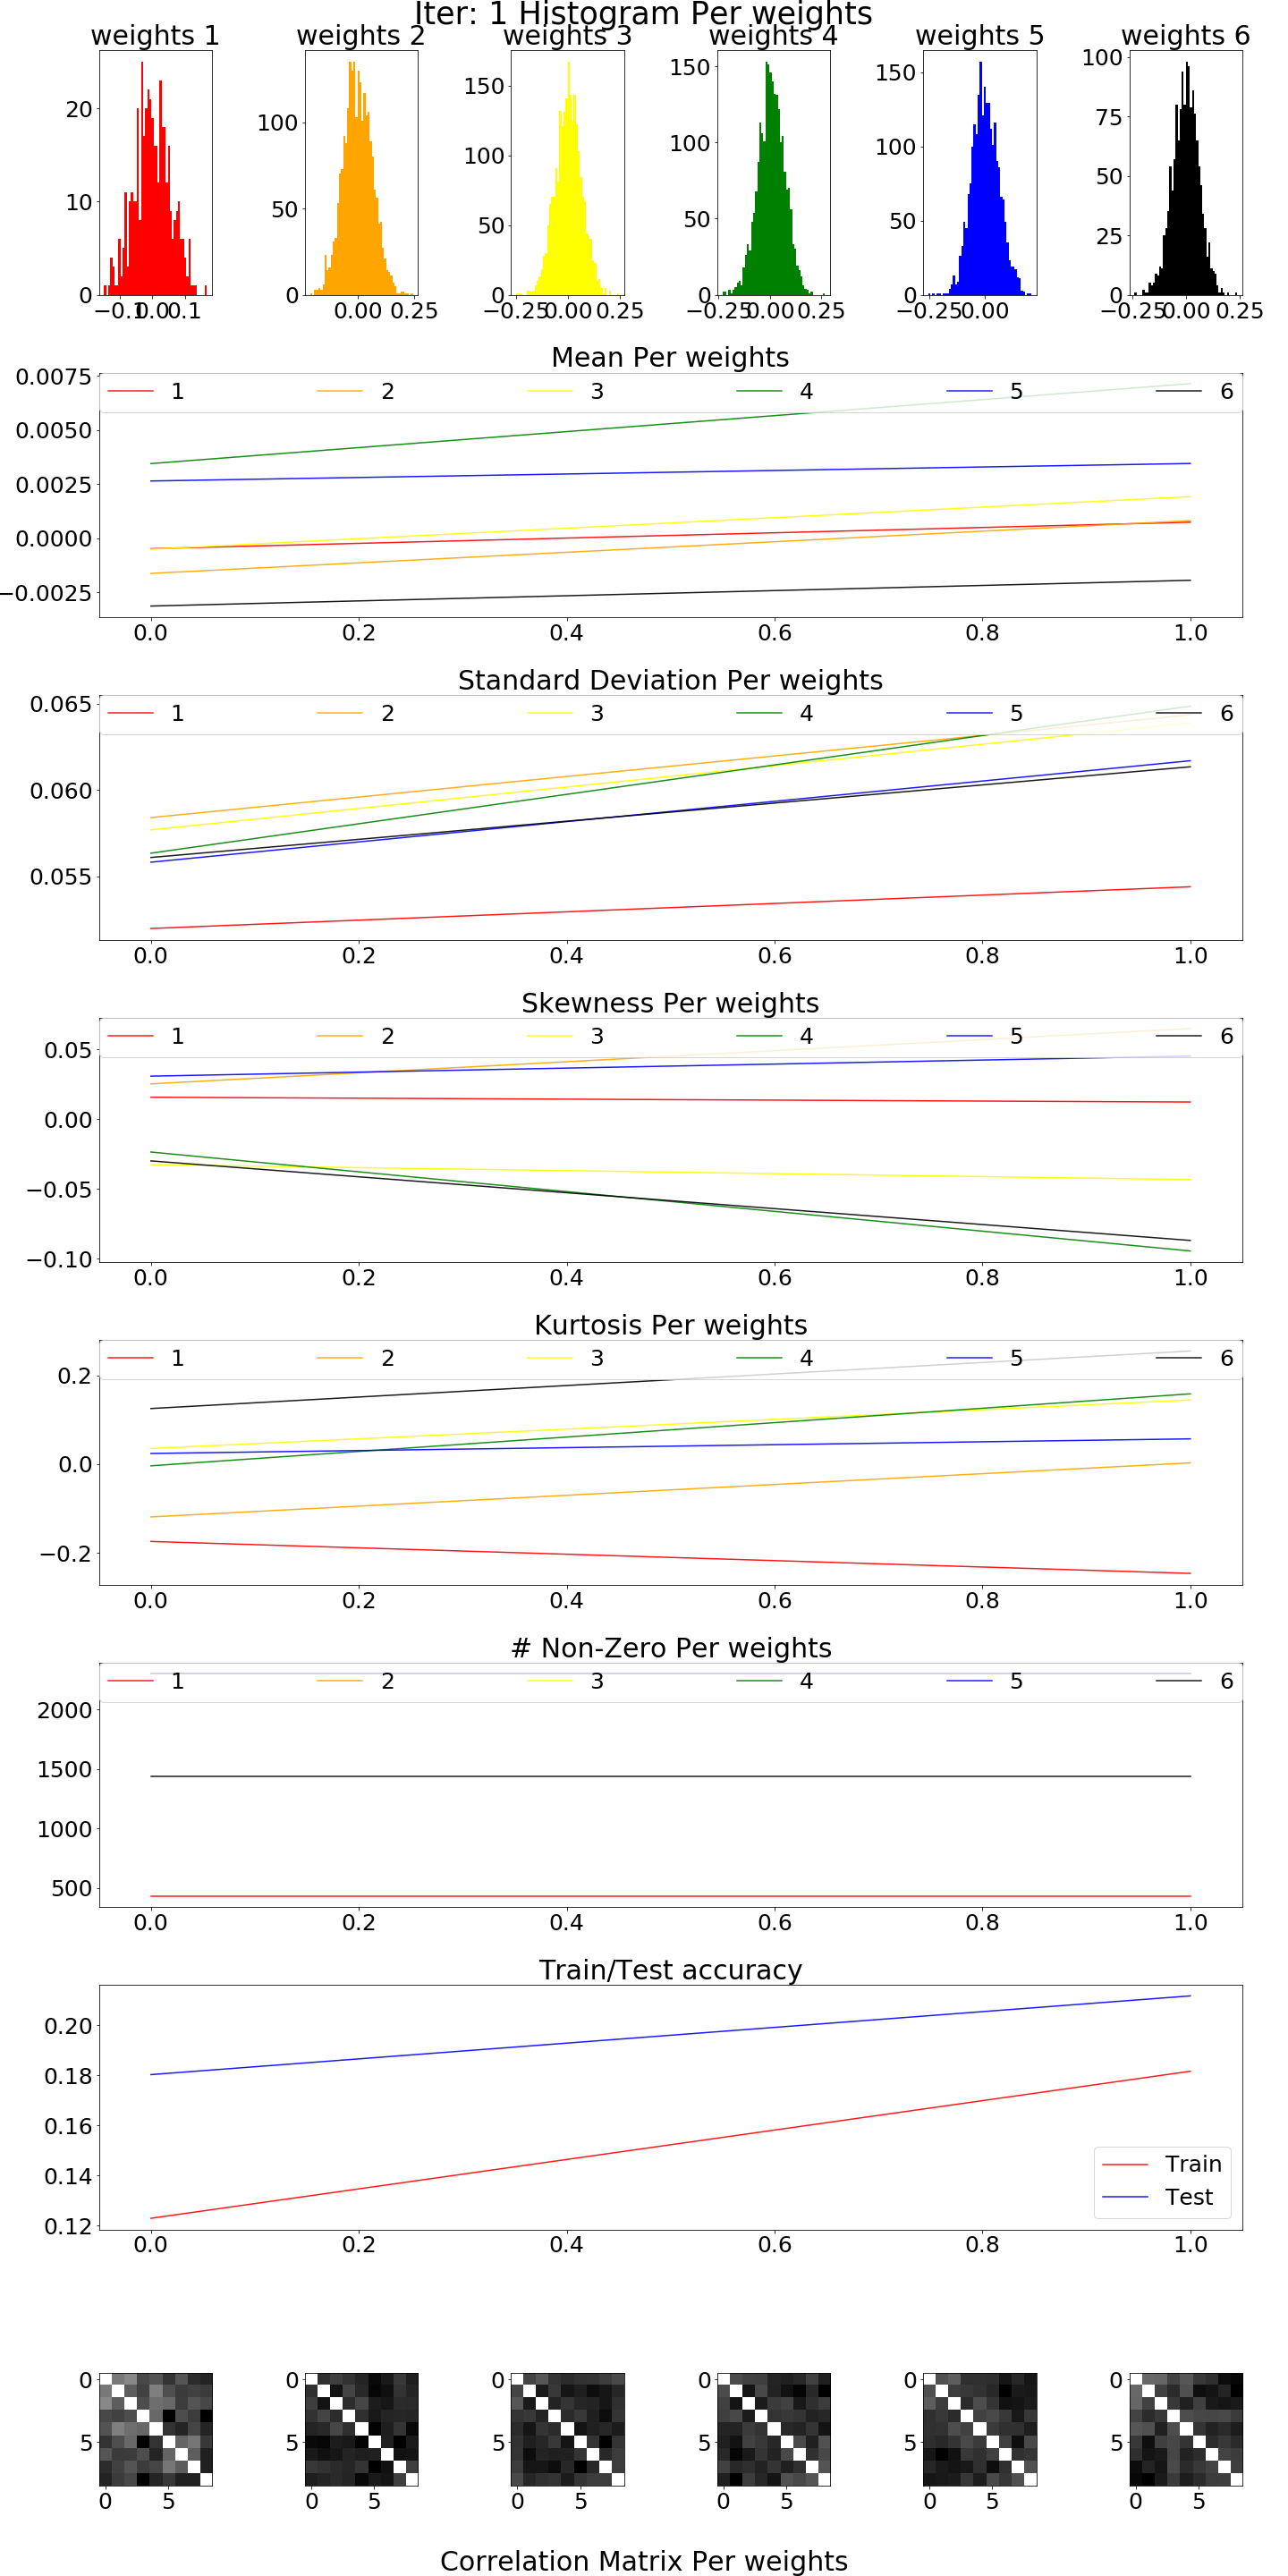 Iter: 1 Histogram Per weights
weights 1 weights 2 weights 3 weights 4 weights 5 weights 6
20
10
0
−0.1 0.0 0.1
100
50
0
0.00 0.25
150
100
50
0
−0.25 0.00 0.25
150
100
50
0
−0.25 0.00 0.25
150
100
50
0
−0.25 0.00
100
75
50
25
0
−0.25 0.00 0.25
Mean Per weights
1 2 3 4 5 6
0.0075
0.0050
0.0025
0.0000
−0.0025
0.0 0.2 0.4 0.6 0.8 1.0
Standard Deviation Per weights
1 2 3 4 5 6
0.065
0.060
0.055
0.0 0.2 0.4 0.6 0.8 1.0
Skewness Per weights
1 2 3 4 5 6
0.05
0.00
−0.05
−0.10
0.0 0.2 0.4 0.6 0.8 1.0
Kurtosis Per weights
1 2 3 4 5 6
0.2
0.0
−0.2
0.0 0.2 0.4 0.6 0.8 1.0
# Non-Zero Per weights
1 2 3 4 5 6
2000
1500
1000
500
0.0 0.2 0.4 0.6 0.8 1.0
Train/Test accuracy
0.20
0.18
0.16
0.14
0.12
Train
Test
0.0 0.2 0.4 0.6 0.8 1.0
0 0 0 0 0 0
5 5 5 5 5 5
0 5 0 5 0 5 0 5 0 5 0 5
Correlation Matrix Per weights